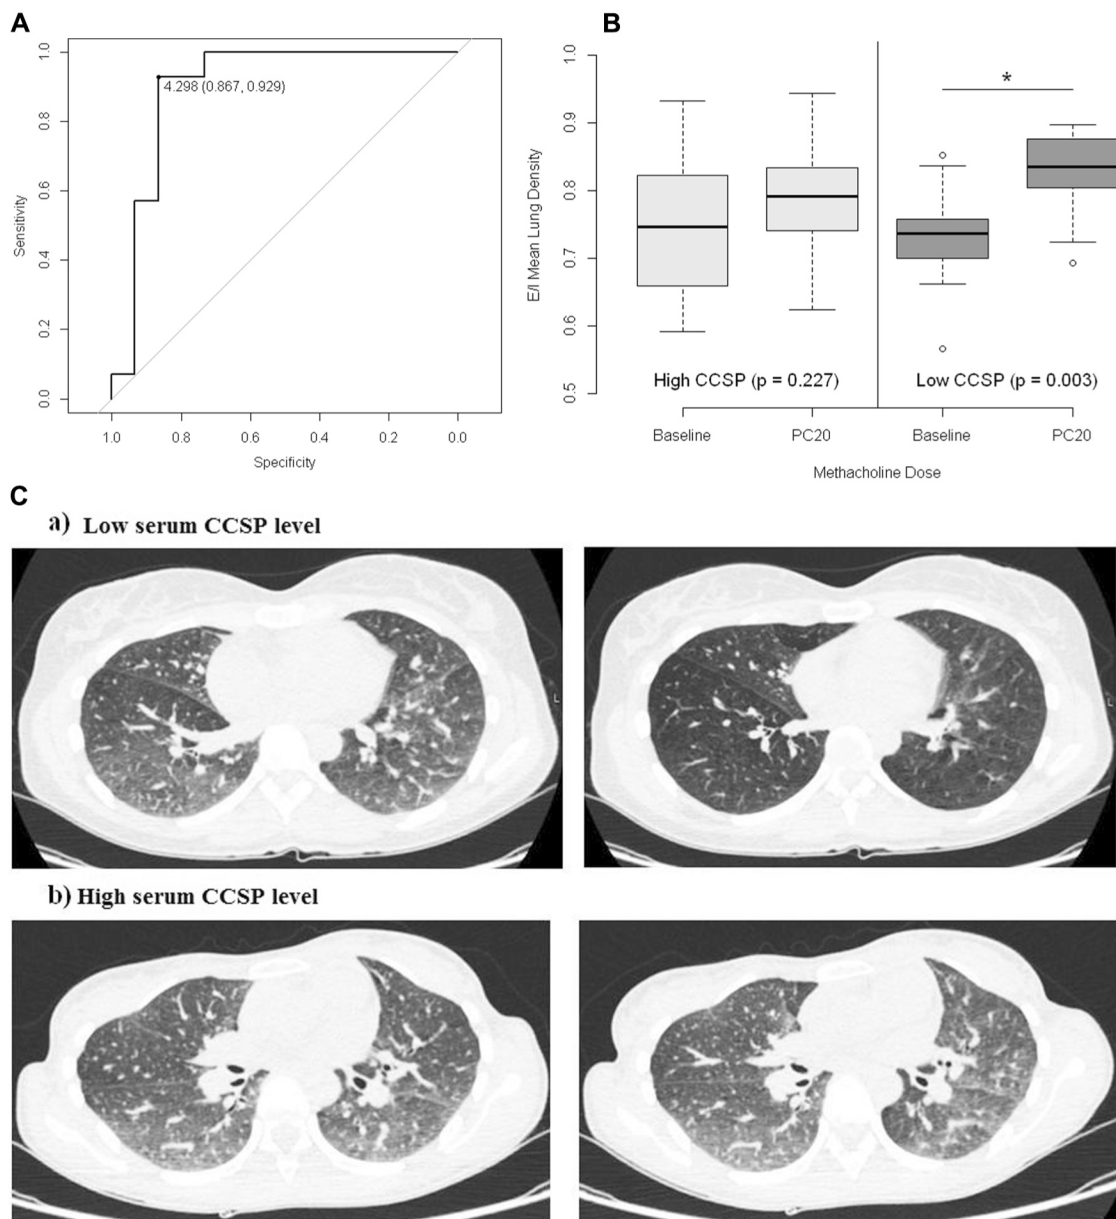 A
1.0
0.8
0.6
0.4
0.2
0.0
Sensitivity
4.298 (0.867, 0.929)
1.0 0.8 0.6 0.4 0.2 0.0
Specificity
B
1.0
0.9
0.8
0.7
0.6
0.5
E/I Mean Lung Density
*
High CCSP (p = 0.227)
Low CCSP (p = 0.003)
Baseline PC20 Baseline PC20
Methacholine Dose
C
a) Low serum CCSP level
L
L
b) High serum CCSP level